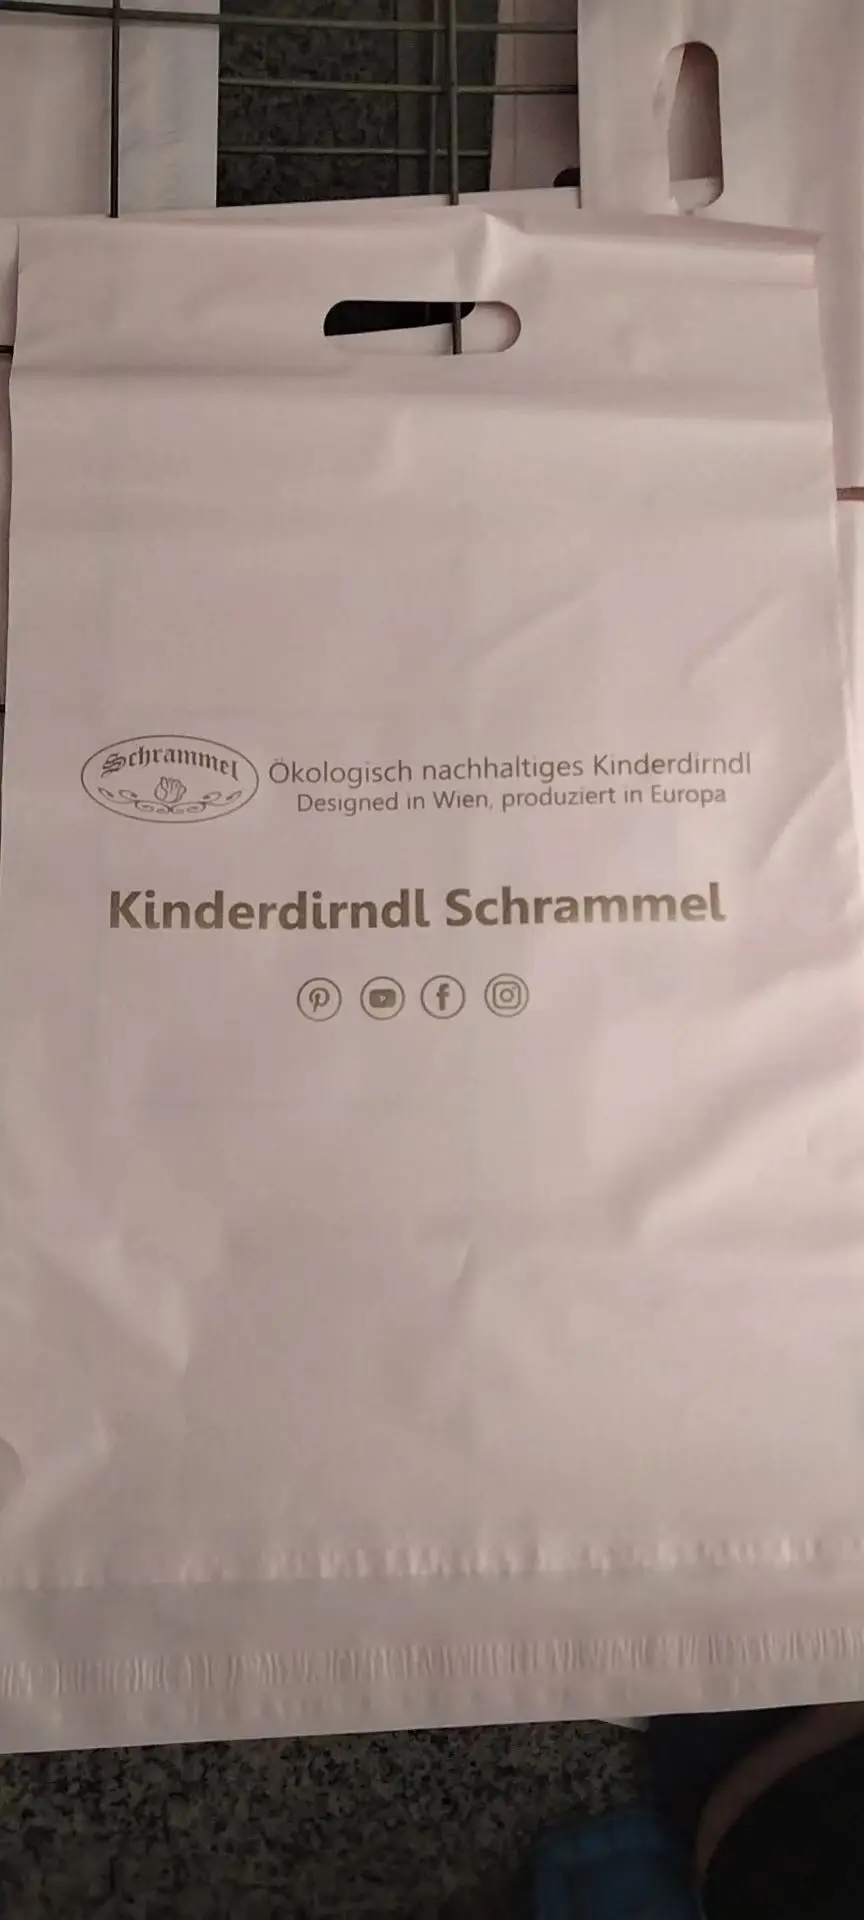 Schrammel
Ökologisch nachhaltiges Kinderdirndl
Designed in Wien, produziert in Europa
Kinderdirndl Schrammel